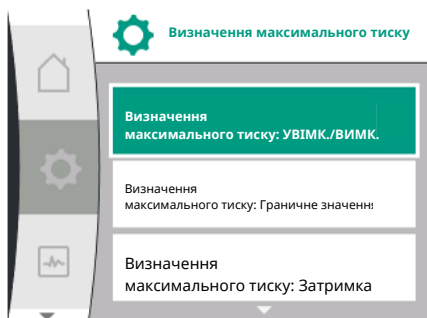 Визначення максимального тиску
Визначення
максимального тиску: УВІМК./ВИМК.
Визначення
максимального тиску: Граничне значення
Визначення
максимального тиску: Затримка